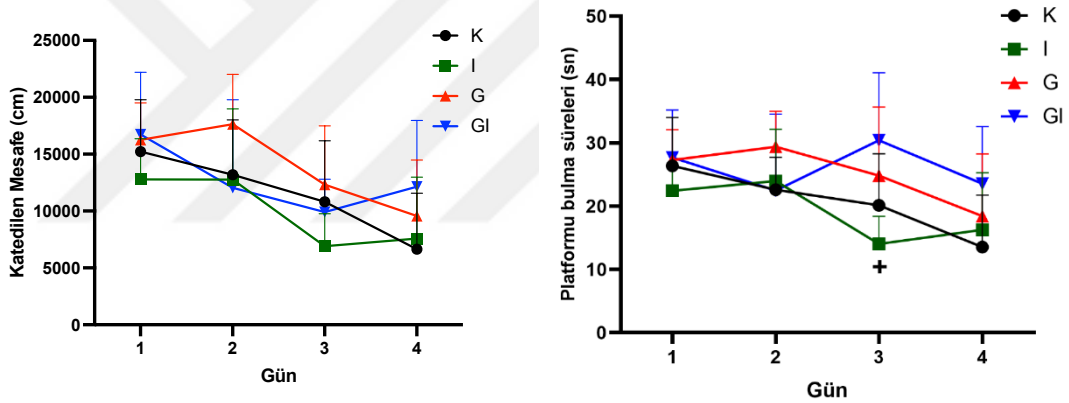 25000
20000
15000
10000
5000
0
Katedilen Mesafe (cm)
1 2 3 4
Gün
K
I
G
GI
50
40
30
20
10
0
Platformu bulma süreleri (sn)
+
1 2 3 4
Gün
K
I
G
GI